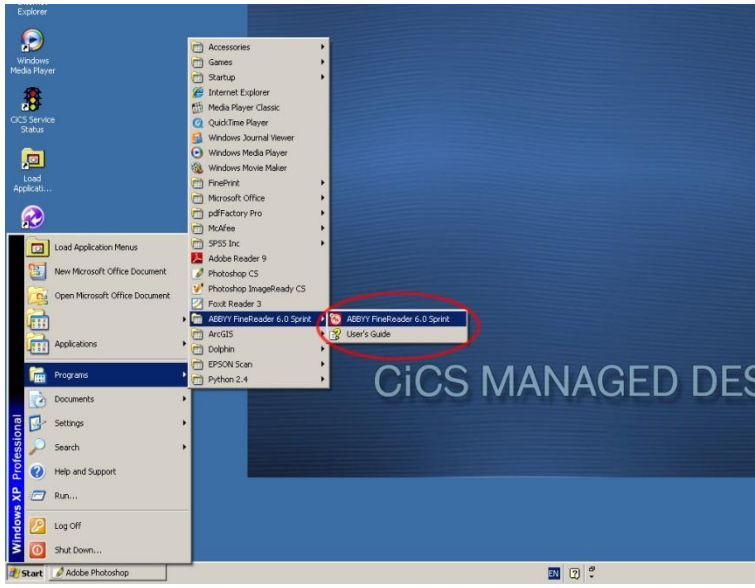 Explorer
Windows
Media Player
CiCS Service
Status
Load
Applicati...
Accessories
Games
Startup
Internet Explorer
Media Player Classic
QuickTime Player
Windows Journal Viewer
Windows Media Player
Windows Movie Maker
FinePrint
Microsoft Office
pdfFactory Pro
McAfee
SPSS Inc
Adobe Reader 9
Photoshop CS
Photoshop ImageReady CS
Foxit Reader 3
ABBYY FineReader 6.0 Sprint
ArcGIS
Dolphin
EPSON Scan
Python 2.4
ABBYY FineReader 6.0 Sprint
User's Guide
Load Application Menus
New Microsoft Office Document
Open Microsoft Office Document
Applications
Programs
Documents
Settings
Search
Help and Support
Run...
Log Off
Shut Down...
Windows XP Professional
CiCS MANAGED DES
Start
Adobe Photoshop
EN